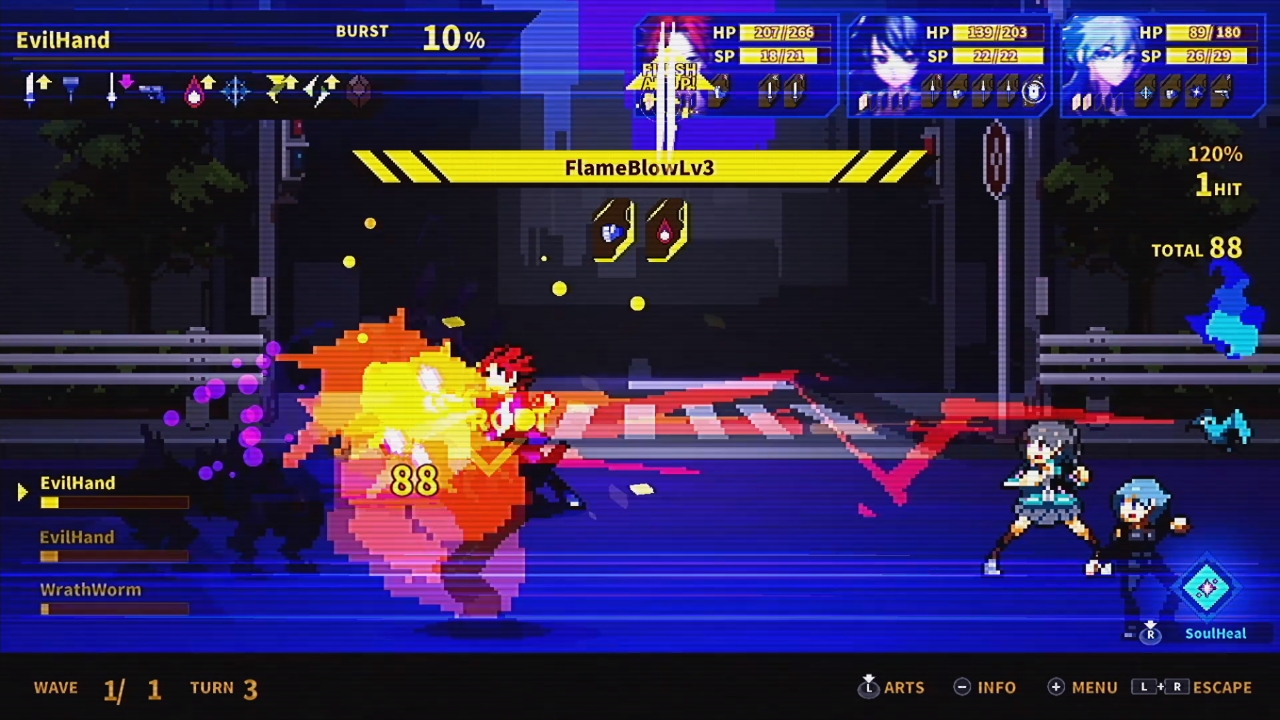 EvilHand
BURST 10%
HP 207/266
SP 18/21
HP 139/203
SP 22/22
HP 89/180
SP 26/29
FlameBlowLv3
120%
1HIT
TOTAL 88
88
EvilHand
EvilHand
WrathWorm
R
SoulHeal
WAVE 1/ 1 TURN 3
L ARTS
INFO
MENU
L+R ESCAPE